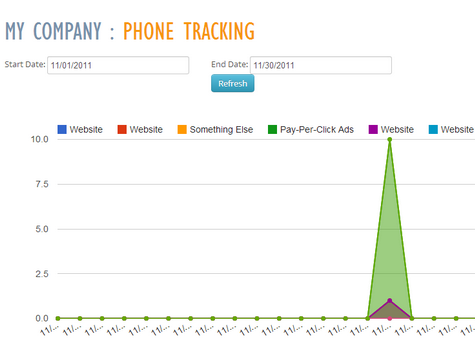 MY COMPANY : PHONE TRACKING
Start Date: 11/01/2011 End Date: 11/30/2011
Refresh
Website Website Something Else Pay-Per-Click Ads Website Website
10.0
7.5
5.0
2.5
0.0
11/... 11/... 11/... 11/... 11/... 11/... 11/... 11/... 11/... 11/... 11/... 11/... 11/... 11/... 11/... 11/... 11/... 11/... 11/... 11/...